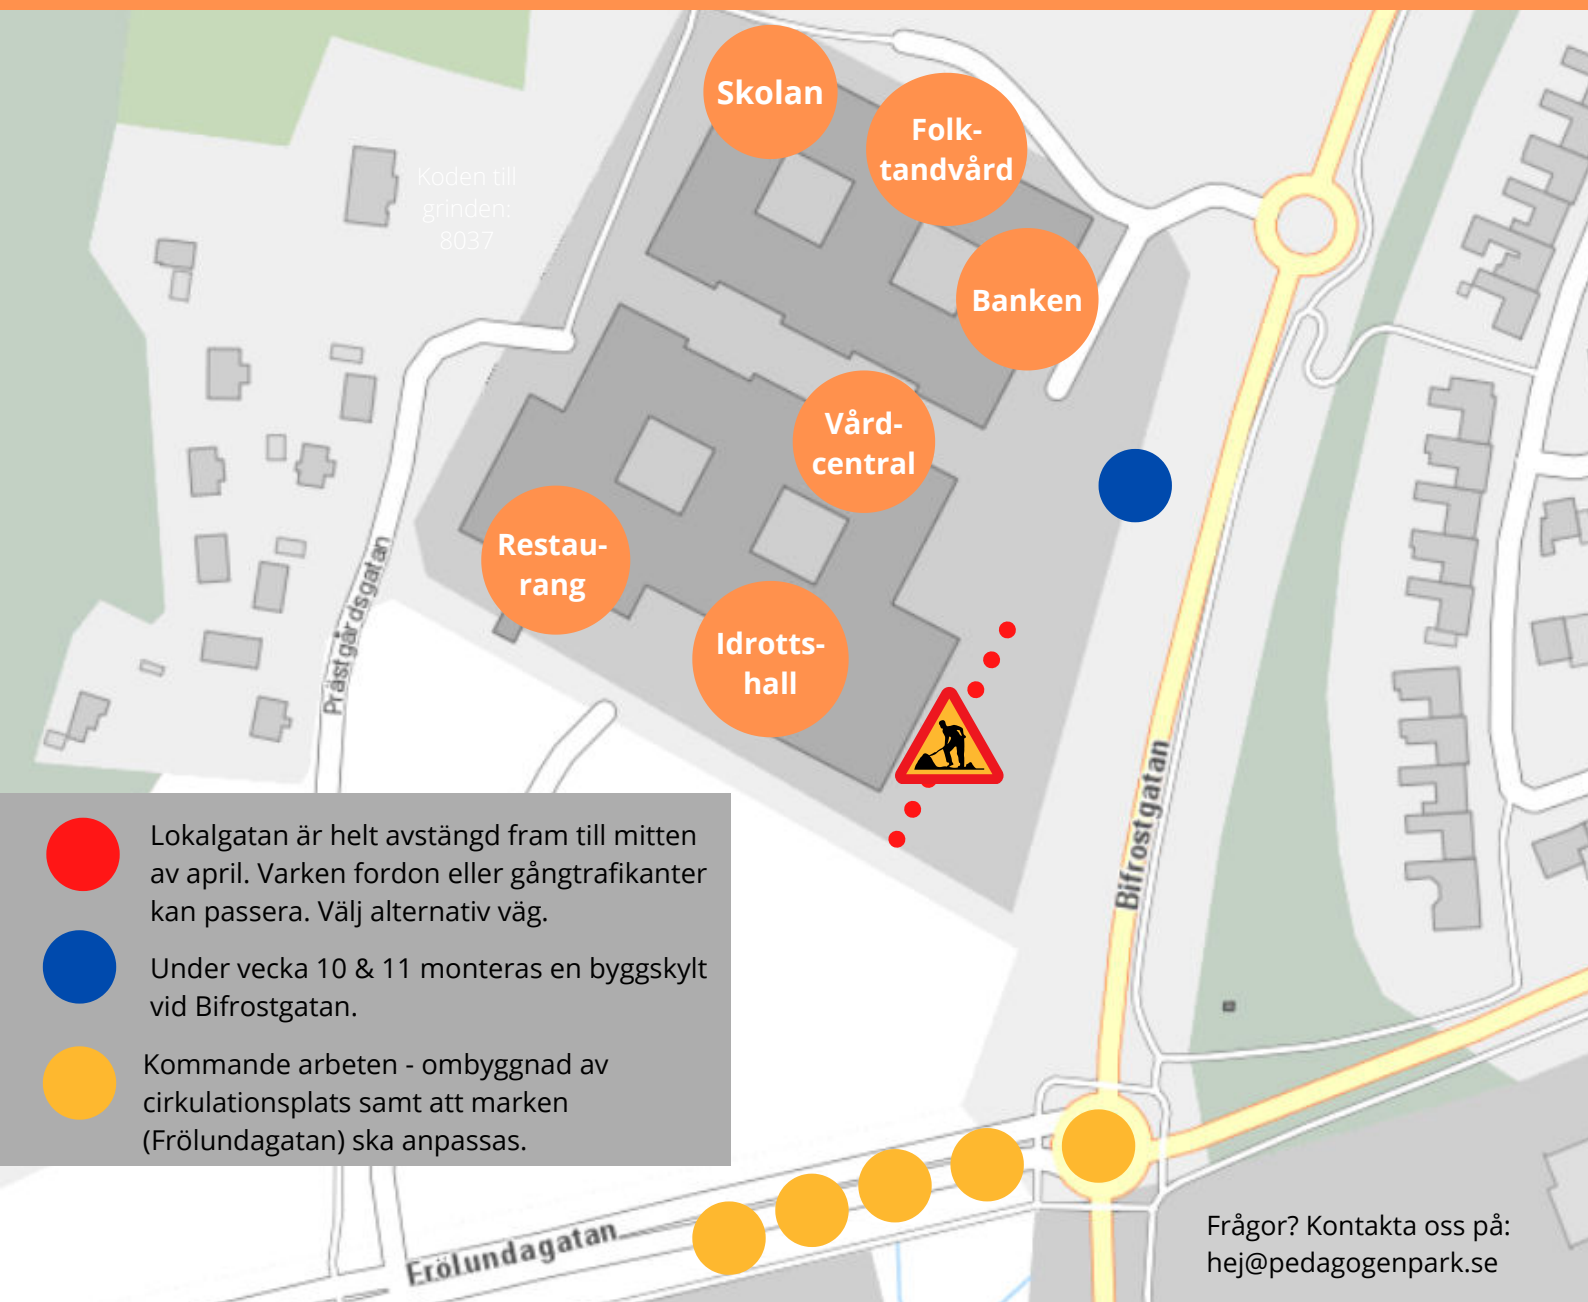 Skolan
Folk-
tandvård
Koden till
grinden:
8037
Banken
Vård-
central
Restau-
rang
Prästgårdsgatan
Idrotts-
hall
Bifrostgatan
Lokalgatan är helt avstängd fram till mitten
av april. Varken fordon eller gångtrafikanter
kan passera. Välj alternativ väg.
Under vecka 10 & 11 monteras en byggskylt
vid Bifrostgatan.
Kommande arbeten - ombyggnad av
cirkulationsplats samt att marken
(Frölundagatan) ska anpassas.
Frölundagatan
Frågor? Kontakta oss på:
hej@pedagogenpark.se